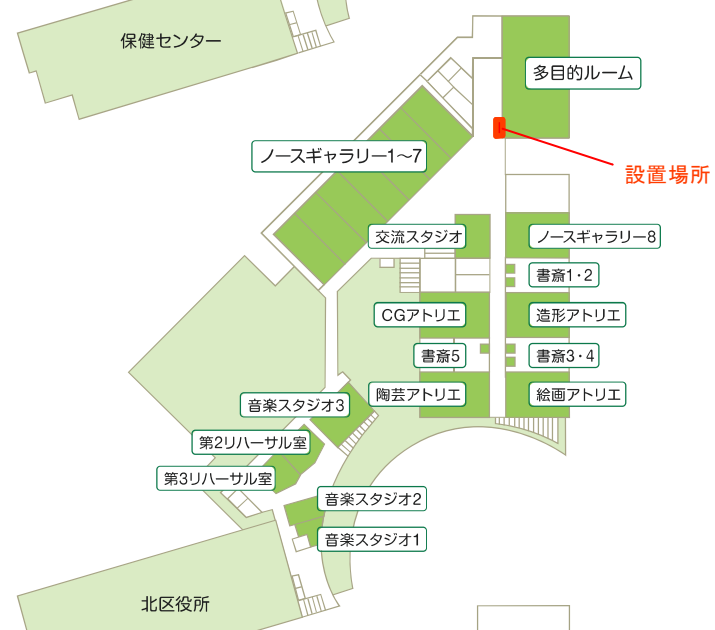 保健センター
多目的ルーム
ノースギャラリー1〜7
設置場所
交流スタジオ
ノースギャラリー8
書斎1・2
CGアトリエ
造形アトリエ
書斎5
書斎3・4
陶芸アトリエ
絵画アトリエ
音楽スタジオ3
第2リハーサル室
第3リハーサル室
音楽スタジオ2
音楽スタジオ1
北区役所